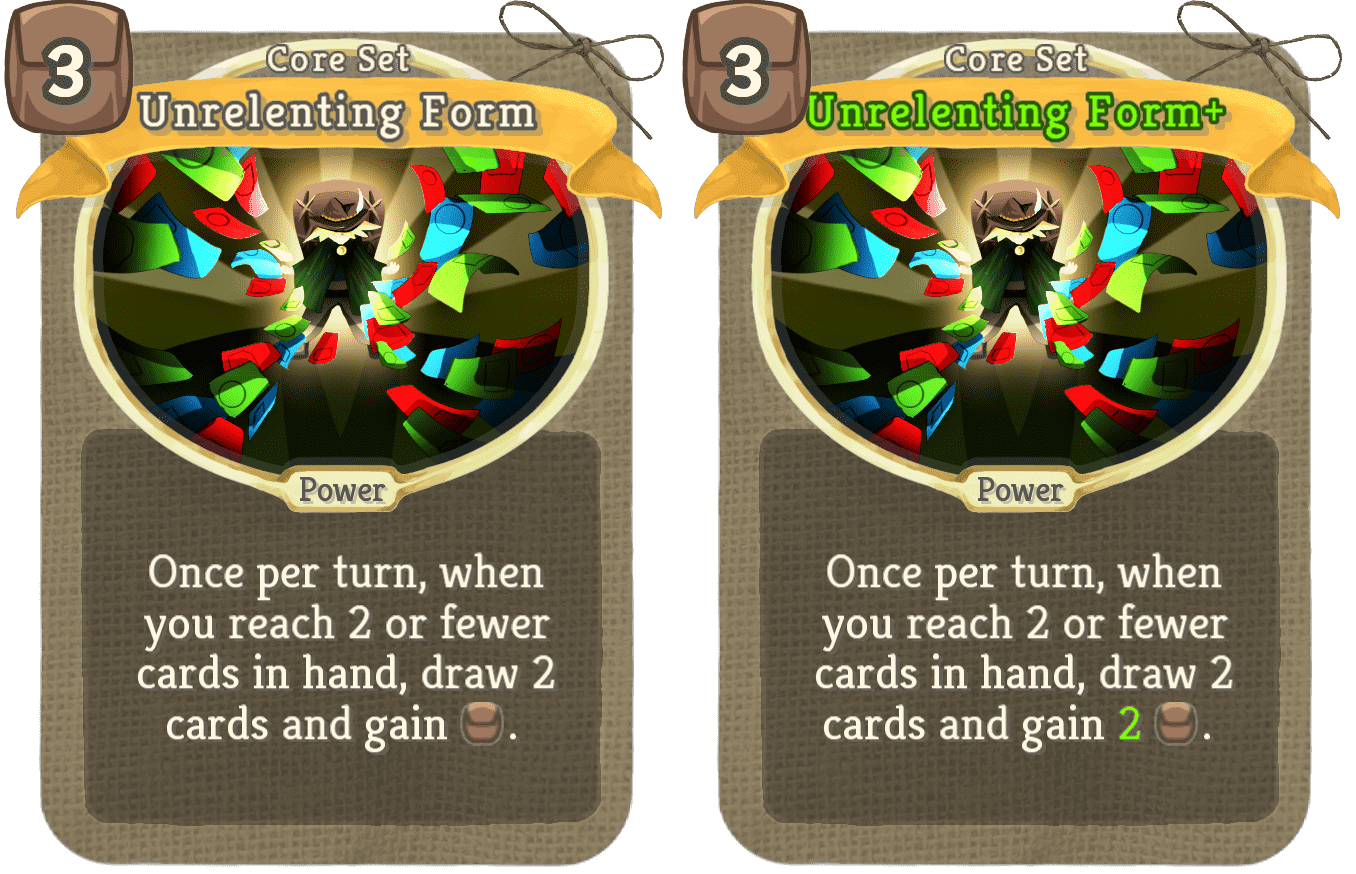 3
Core Set
Unrelenting Form
Power
Once per turn, when
you reach 2 or fewer
cards in hand, draw 2
cards and gain .
3
Core Set
Unrelenting Form+
Power
Once per turn, when
you reach 2 or fewer
cards in hand, draw 2
cards and gain 2 .